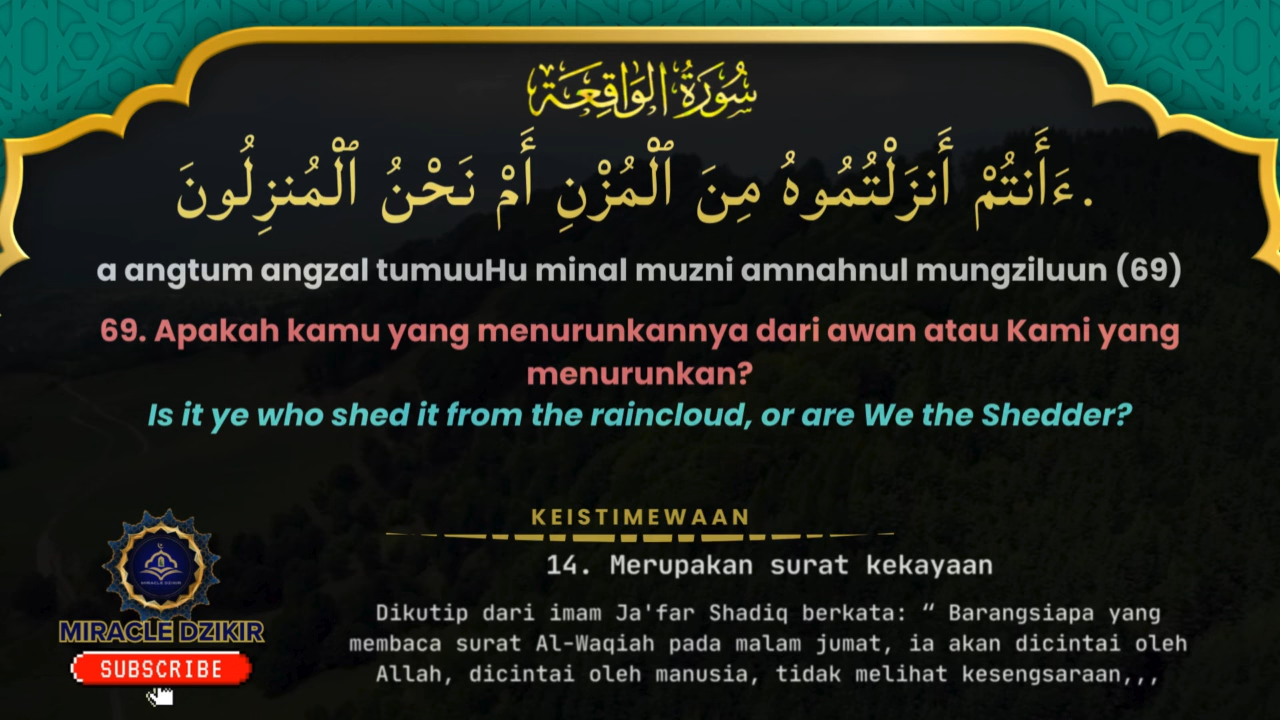 سُورَةُ الوَاقِعَة
ءَأَنتُمْ أَنزَلْتُمُوهُ مِنَ ٱلْمُزْنِ أَمْ نَحْنُ ٱلْمُنزِلُونَ.
a angtum angzal tumuuHu minal muzni amnahnul mungziluun (69)
69. Apakah kamu yang menurunkannya dari awan atau Kami yang
menurunkan?
Is it ye who shed it from the raincloud, or are We the Shedder?
KEISTIMEWAAN
14. Merupakan surat kekayaan
Dikutip dari imam Ja'far Shadiq berkata: “ Barangsiapa yang
membaca surat Al-Waqiah pada malam jumat, ia akan dicintai oleh
Allah, dicintai oleh manusia, tidak melihat kesengsaraan,,,
MIRACLE DZIKIR
MIRACLE DZIKIR
SUBSCRIBE